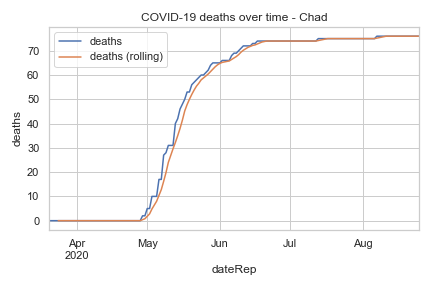 COVID-19 deaths over time - Chad
deaths
deaths (rolling)
deaths
70
60
50
40
30
20
10
0
Apr May Jun Jul Aug
2020
dateRep